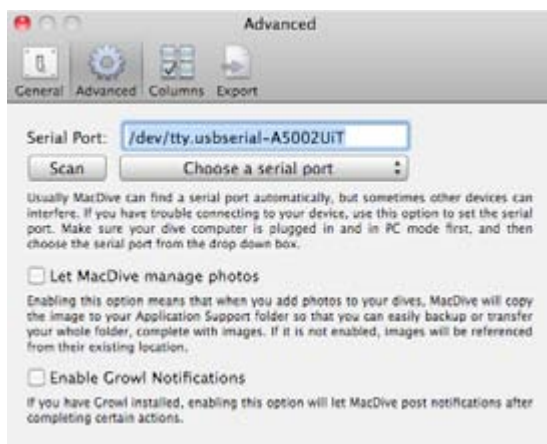 Advanced
General Advanced Columns Export
Serial Port: /dev/tty.usbserial-A5002UiT
Scan Choose a serial port
Usually MacDive can find a serial port automatically, but sometimes other devices can
interfere. If you have trouble connecting to your device, use this option to set the serial
port. Make sure your dive computer is plugged in and in PC mode first, and then
choose the serial port from the drop down box.
Let MacDive manage photos
Enabling this option means that when you add photos to your dives, MacDive will copy
the image to your Application Support folder so that you can easily backup or transfer
your whole folder, complete with images. If it is not enabled, images will be referenced
from their existing location.
Enable Growl Notifications
If you have Growl installed, enabling this option will let MacDive post notifications after
completing certain actions.